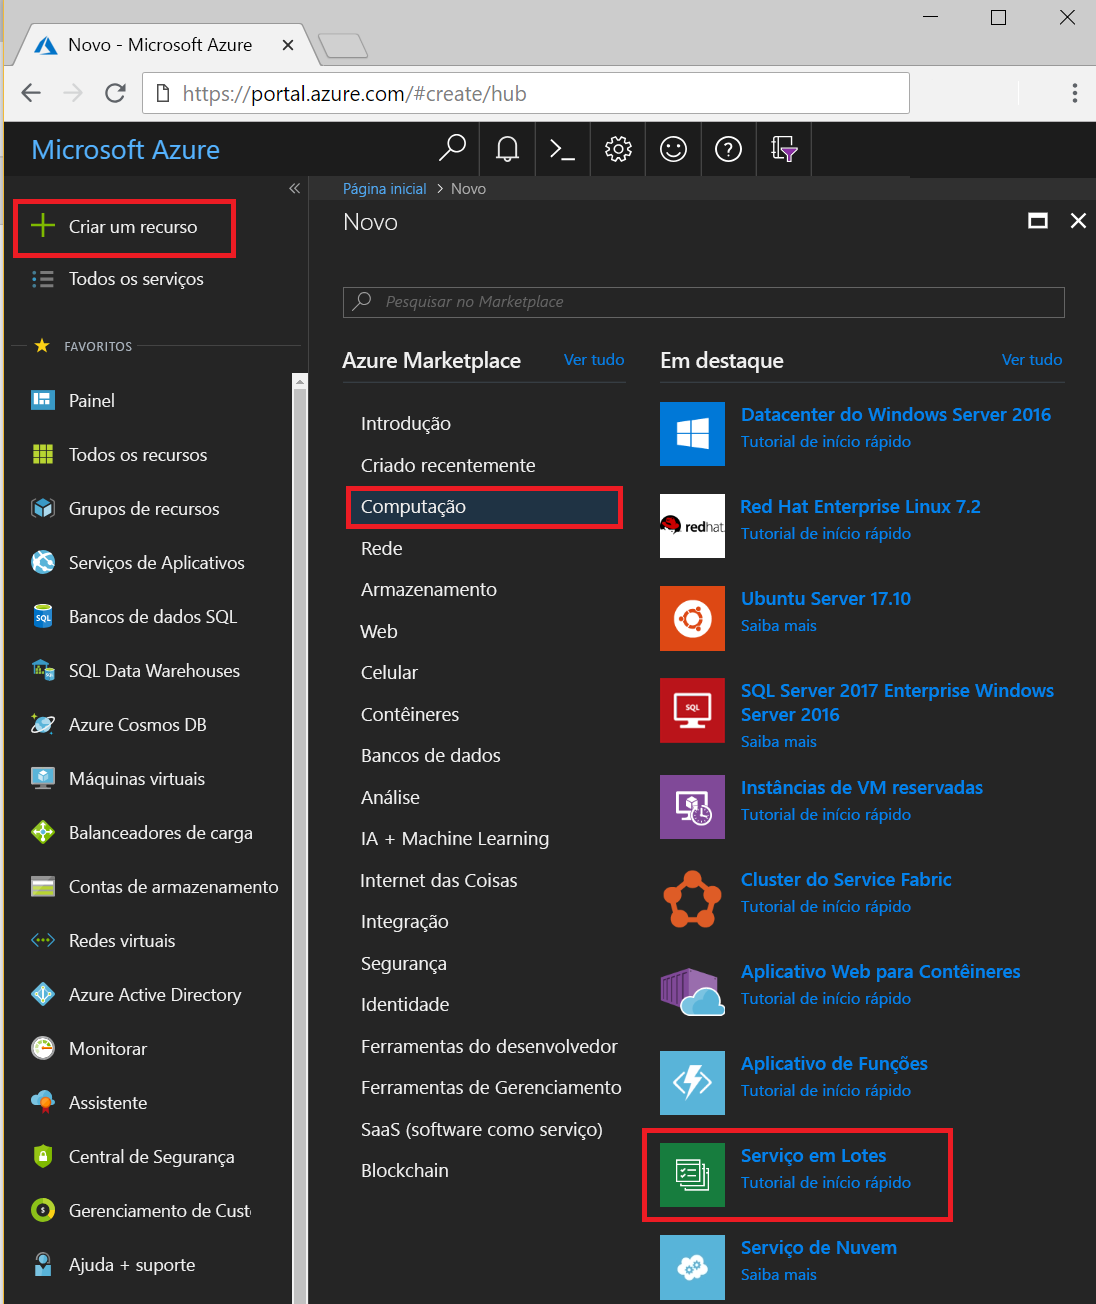 Novo - Microsoft Azure
https://portal.azure.com/#create/hub
Microsoft Azure
Página inicial > Novo
Novo
Criar um recurso
Todos os serviços
FAVORITOS
Painel
Todos os recursos
Grupos de recursos
Serviços de Aplicativos
Bancos de dados SQL
SQL Data Warehouses
Azure Cosmos DB
Máquinas virtuais
Balanceadores de carga
Contas de armazenamento
Redes virtuais
Azure Active Directory
Monitorar
Assistente
Central de Segurança
Gerenciamento de Cust
Ajuda + suporte
Pesquisar no Marketplace
Azure Marketplace
Ver tudo
Introdução
Criado recentemente
Computação
Rede
Armazenamento
Web
Celular
Contêineres
Bancos de dados
Análise
IA + Machine Learning
Internet das Coisas
Integração
Segurança
Identidade
Ferramentas do desenvolvedor
Ferramentas de Gerenciamento
SaaS (software como serviço)
Blockchain
Em destaque
Ver tudo
Datacenter do Windows Server 2016
Tutorial de início rápido
redhat
Red Hat Enterprise Linux 7.2
Tutorial de início rápido
Ubuntu Server 17.10
Saiba mais
SQL
SQL Server 2017 Enterprise Windows
Server 2016
Saiba mais
Instâncias de VM reservadas
Tutorial de início rápido
Cluster do Service Fabric
Tutorial de início rápido
Aplicativo Web para Contêineres
Tutorial de início rápido
Aplicativo de Funções
Tutorial de início rápido
Serviço em Lotes
Tutorial de início rápido
Serviço de Nuvem
Saiba mais